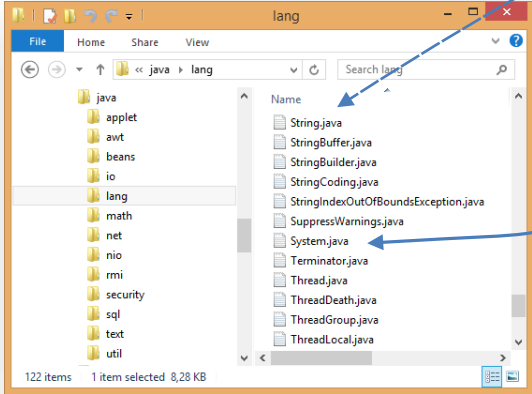 lang
File Home Share View
« java lang Search lang
java
applet
awt
beans
io
lang
math
net
nio
rmi
security
sql
text
util
Name
String.java
StringBuffer.java
StringBuilder.java
StringCoding.java
StringIndexOutOfBoundsException.java
SuppressWarnings.java
System.java
Terminator.java
Thread.java
ThreadDeath.java
ThreadGroup.java
ThreadLocal.java
122 items 1 item selected 8,28 KB